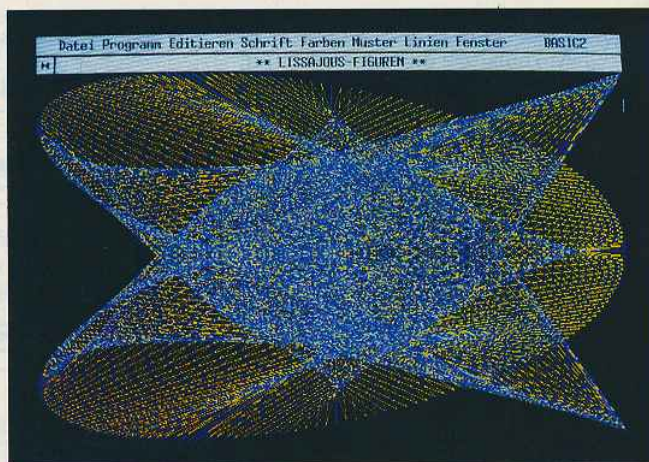 Datei Programm Editieren Schrift Farben Muster Linien Fenster BASIC2
** LISSAJOUS-FIGUREN **